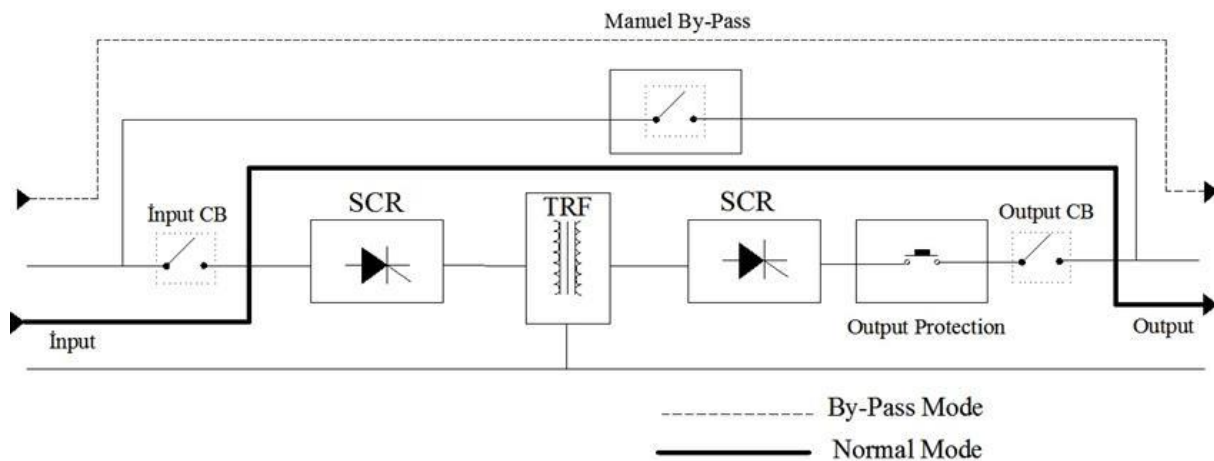 Manuel By-Pass
İnput CB
SCR
TRF
SCR
Output CB
İnput
Output Protection
Output
By-Pass Mode
Normal Mode